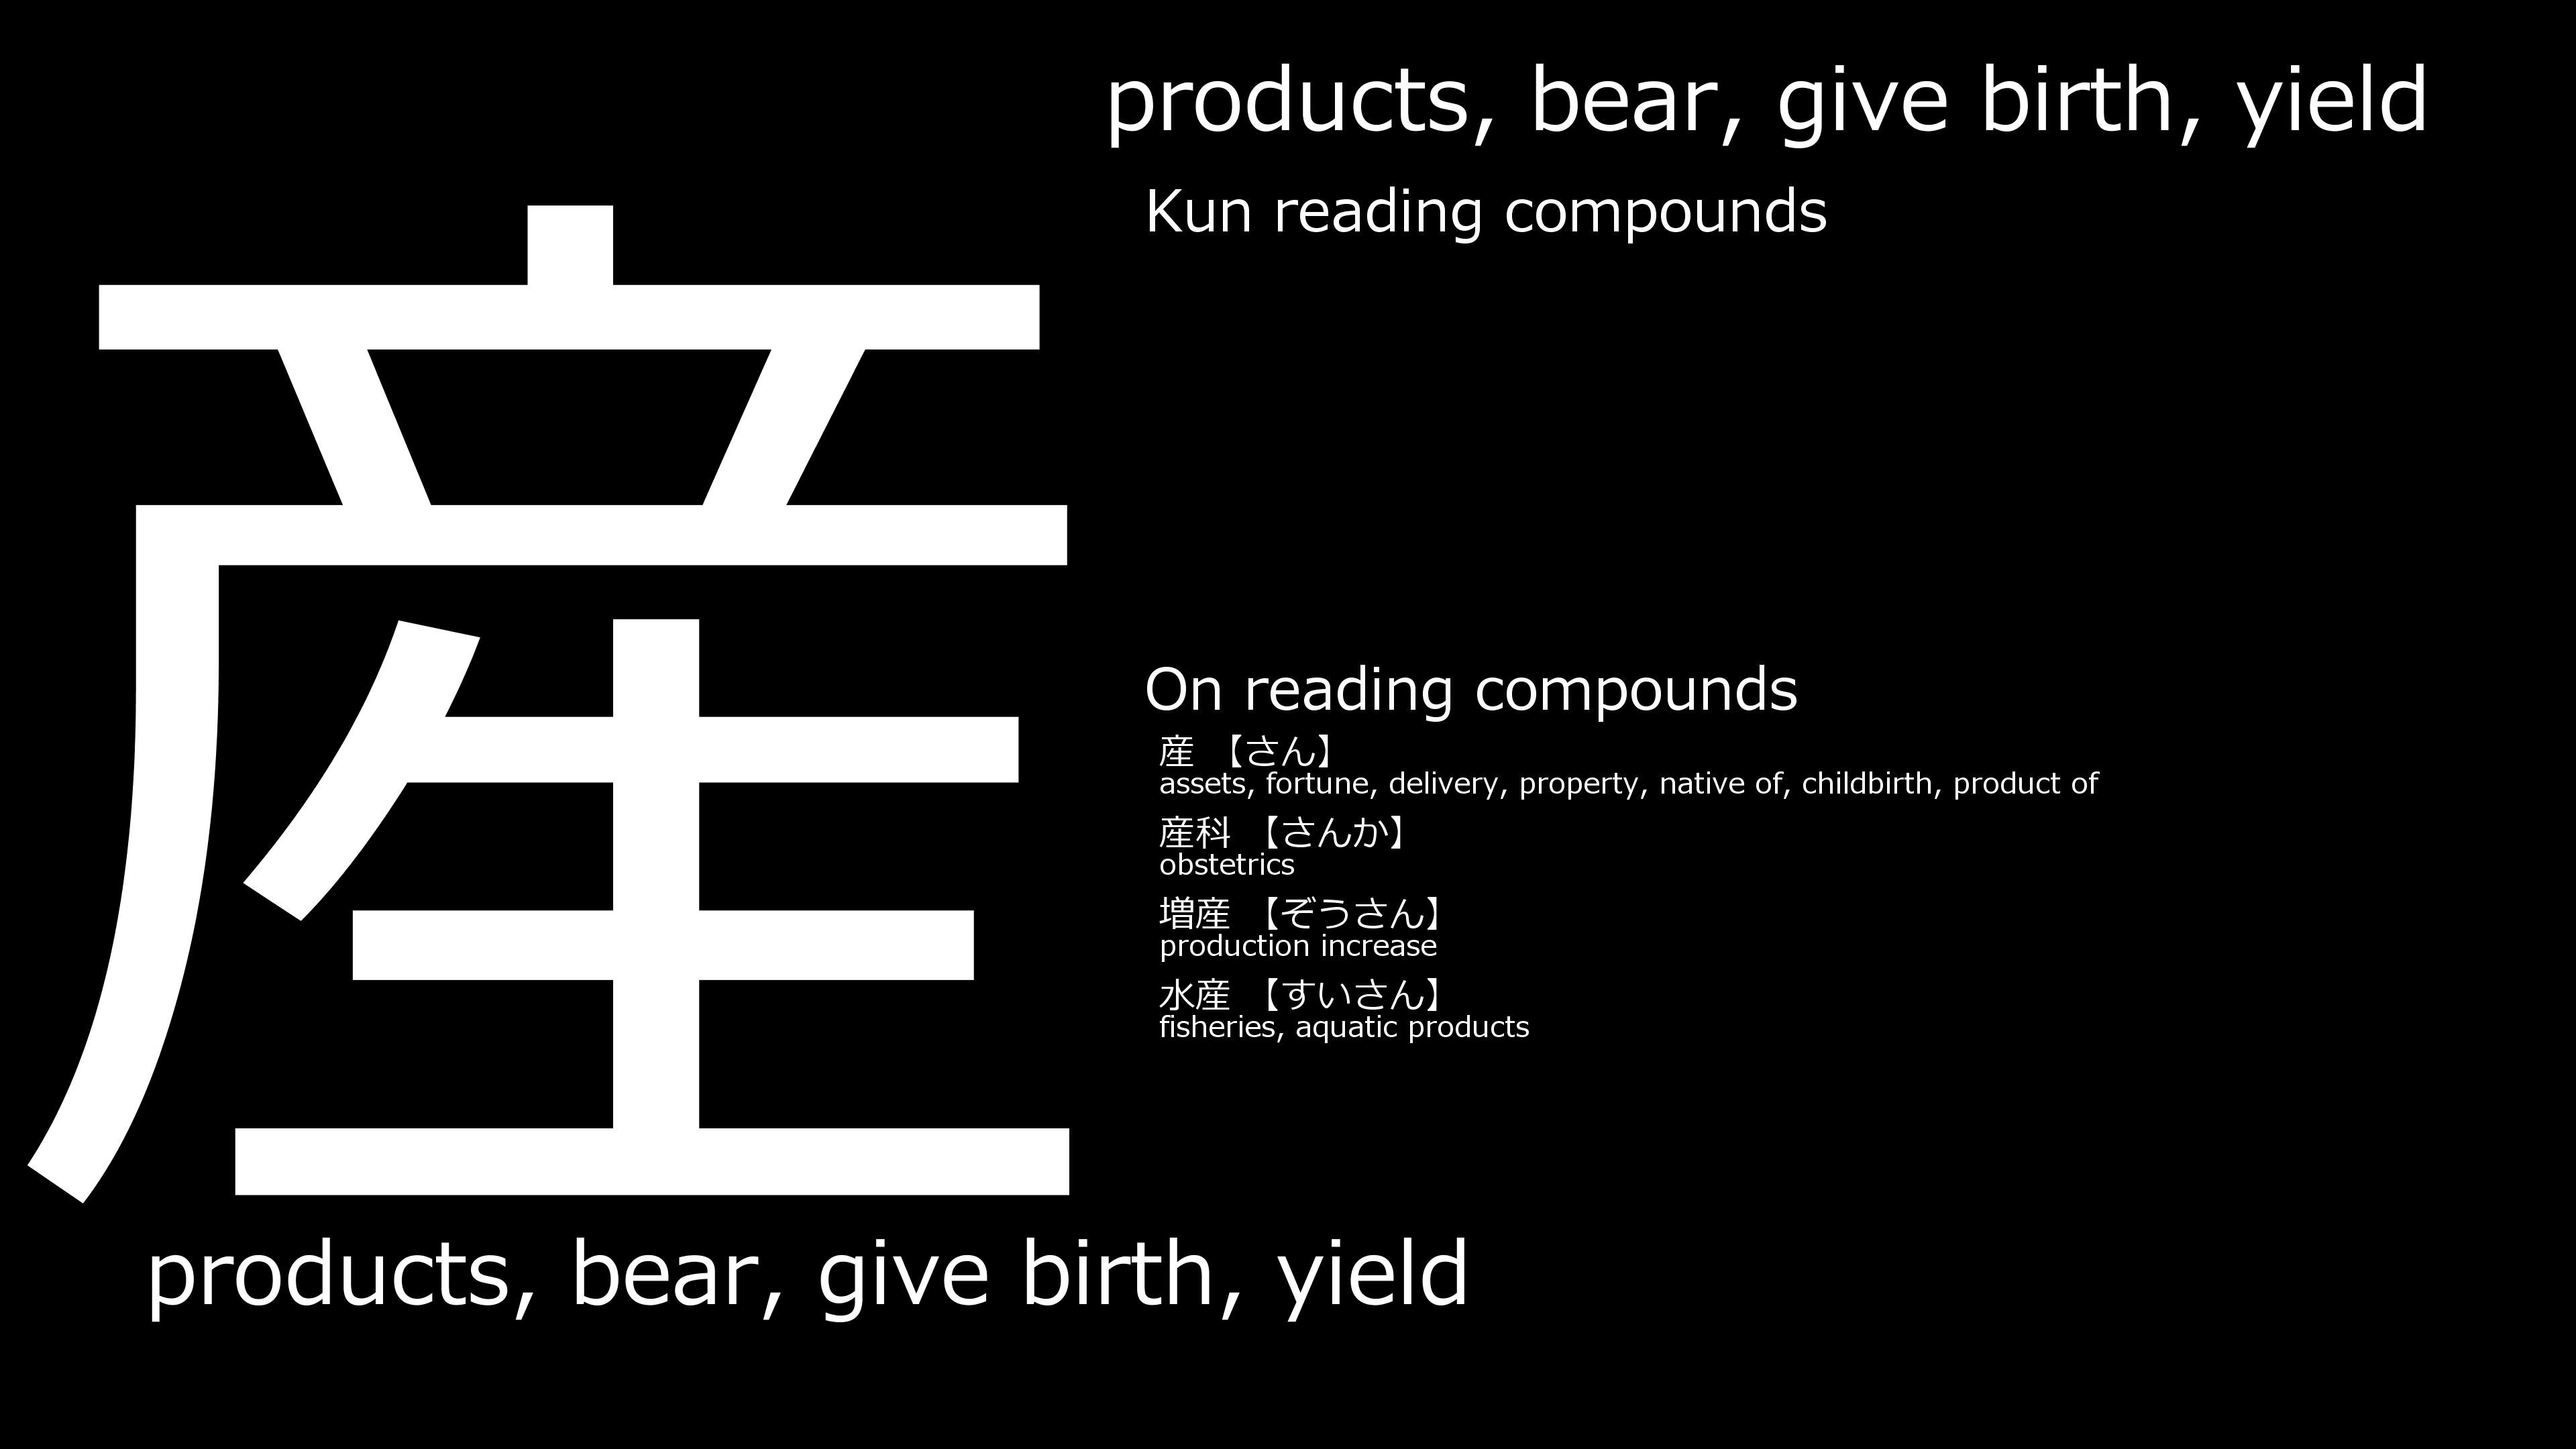 産
products, bear, give birth, yield
products, bear, give birth, yield
Kun reading compounds
On reading compounds
産 【さん】
assets, fortune, delivery, property, native of, childbirth, product of
産科 【さんか】
obstetrics
増産 【ぞうさん】
production increase
水産 【すいさん】
fisheries, aquatic products